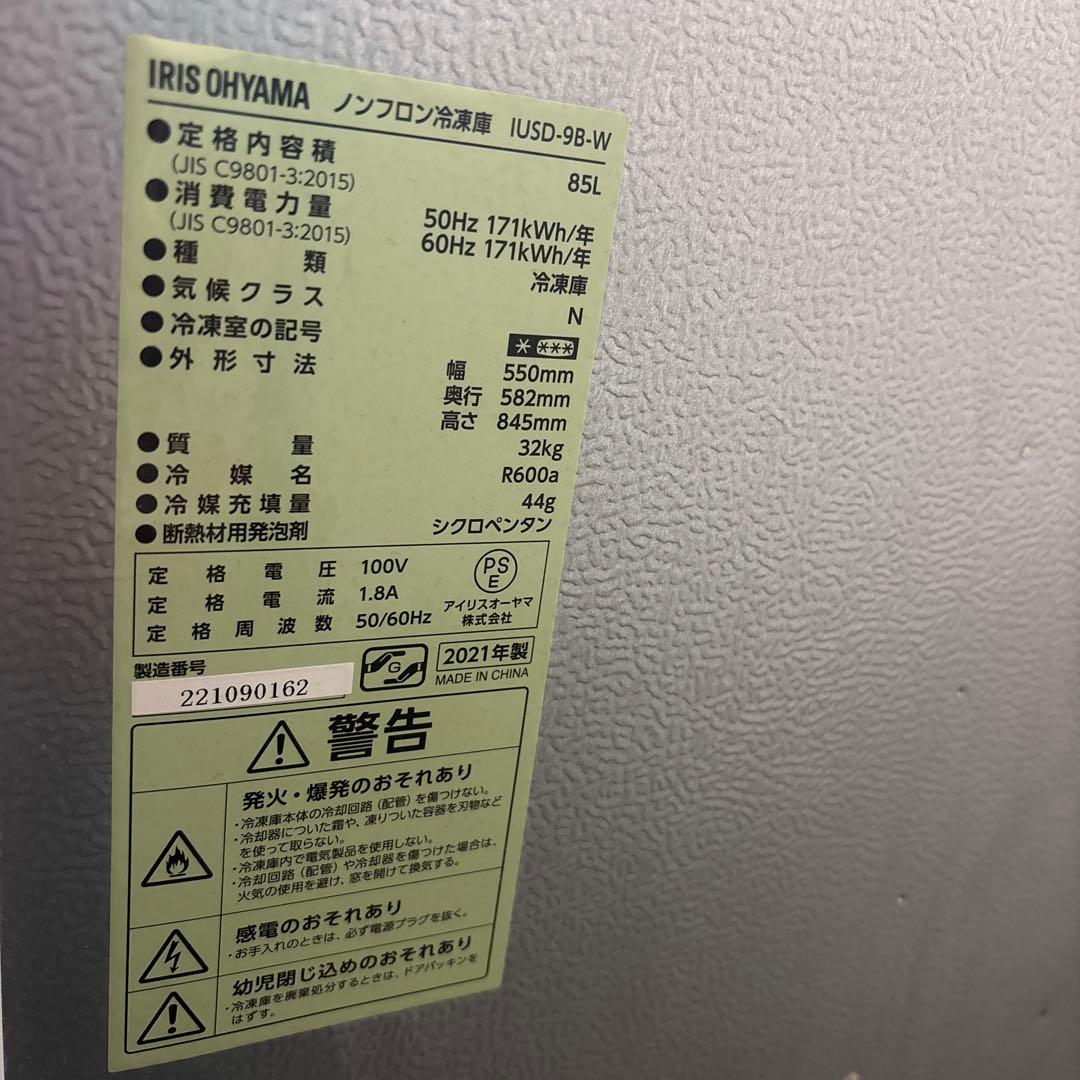 IRIS OHYAMA ノンフロン冷凍庫 IUSD-9B-W
●定格内容積 85L
(JIS C9801-3:2015)
●消費電力量 50Hz 171kWh/年
(JIS C9801-3:2015) 60Hz 171kWh/年
●種類 冷凍庫
●気候クラス N
●冷凍室の記号 * ***
●外形寸法 幅 550mm
奥行 582mm
高さ 845mm
●質量 32kg
●冷媒名 R600a
●冷媒充填量 44g
●断熱材用発泡剤 シクロペンタン
定格電圧 100V
定格電流 1.8A
定格周波数 50/60Hz
PS
E
アイリスオーヤマ
株式会社
製造番号
221090162
G
2021年製
MADE IN CHINA
警告
発火・爆発のおそれあり
・冷凍庫本体の冷却回路(配管)を傷つけない。
・冷却器についた霜や、凍りついた容器を刃物など
を使って取らない。
・冷凍庫内で電気製品を使用しない。
・冷却回路(配管)や冷却器を傷つけた場合は、
火気の使用を避け、窓を開けて換気する。
感電のおそれあり
・お手入れのときは、必ず電源プラグを抜く。
幼児閉じ込めのおそれあり
・冷凍庫を廃棄処分するときは、ドアパッキンを
はずす。